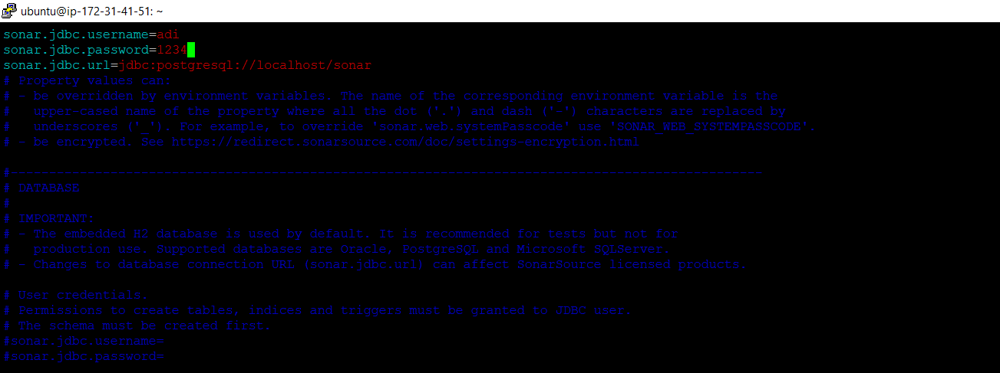 ubuntu@ip-172-31-41-51: ~
sonar.jdbc.username=adi
sonar.jdbc.password=1234
sonar.jdbc.url=jdbc:postgresql://localhost/sonar
# Property values can:
# - be overridden by environment variables. The name of the corresponding environment variable is the
#   upper-cased name of the property where all the dot ('.') and dash ('-') characters are replaced by
#   underscores ('_'). For example, to override 'sonar.web.systemPasscode' use 'SONAR_WEB_SYSTEMPASSCODE'.
# - be encrypted. See https://redirect.sonarsource.com/doc/settings-encryption.html
#--------------------------------------------------------------------------------------------------
# DATABASE
#
# IMPORTANT:
# - The embedded H2 database is used by default. It is recommended for tests but not for
#   production use. Supported databases are Oracle, PostgreSQL and Microsoft SQLServer.
# - Changes to database connection URL (sonar.jdbc.url) can affect SonarSource licensed products.
# User credentials.
# Permissions to create tables, indices and triggers must be granted to JDBC user.
# The schema must be created first.
#sonar.jdbc.username=
#sonar.jdbc.password=